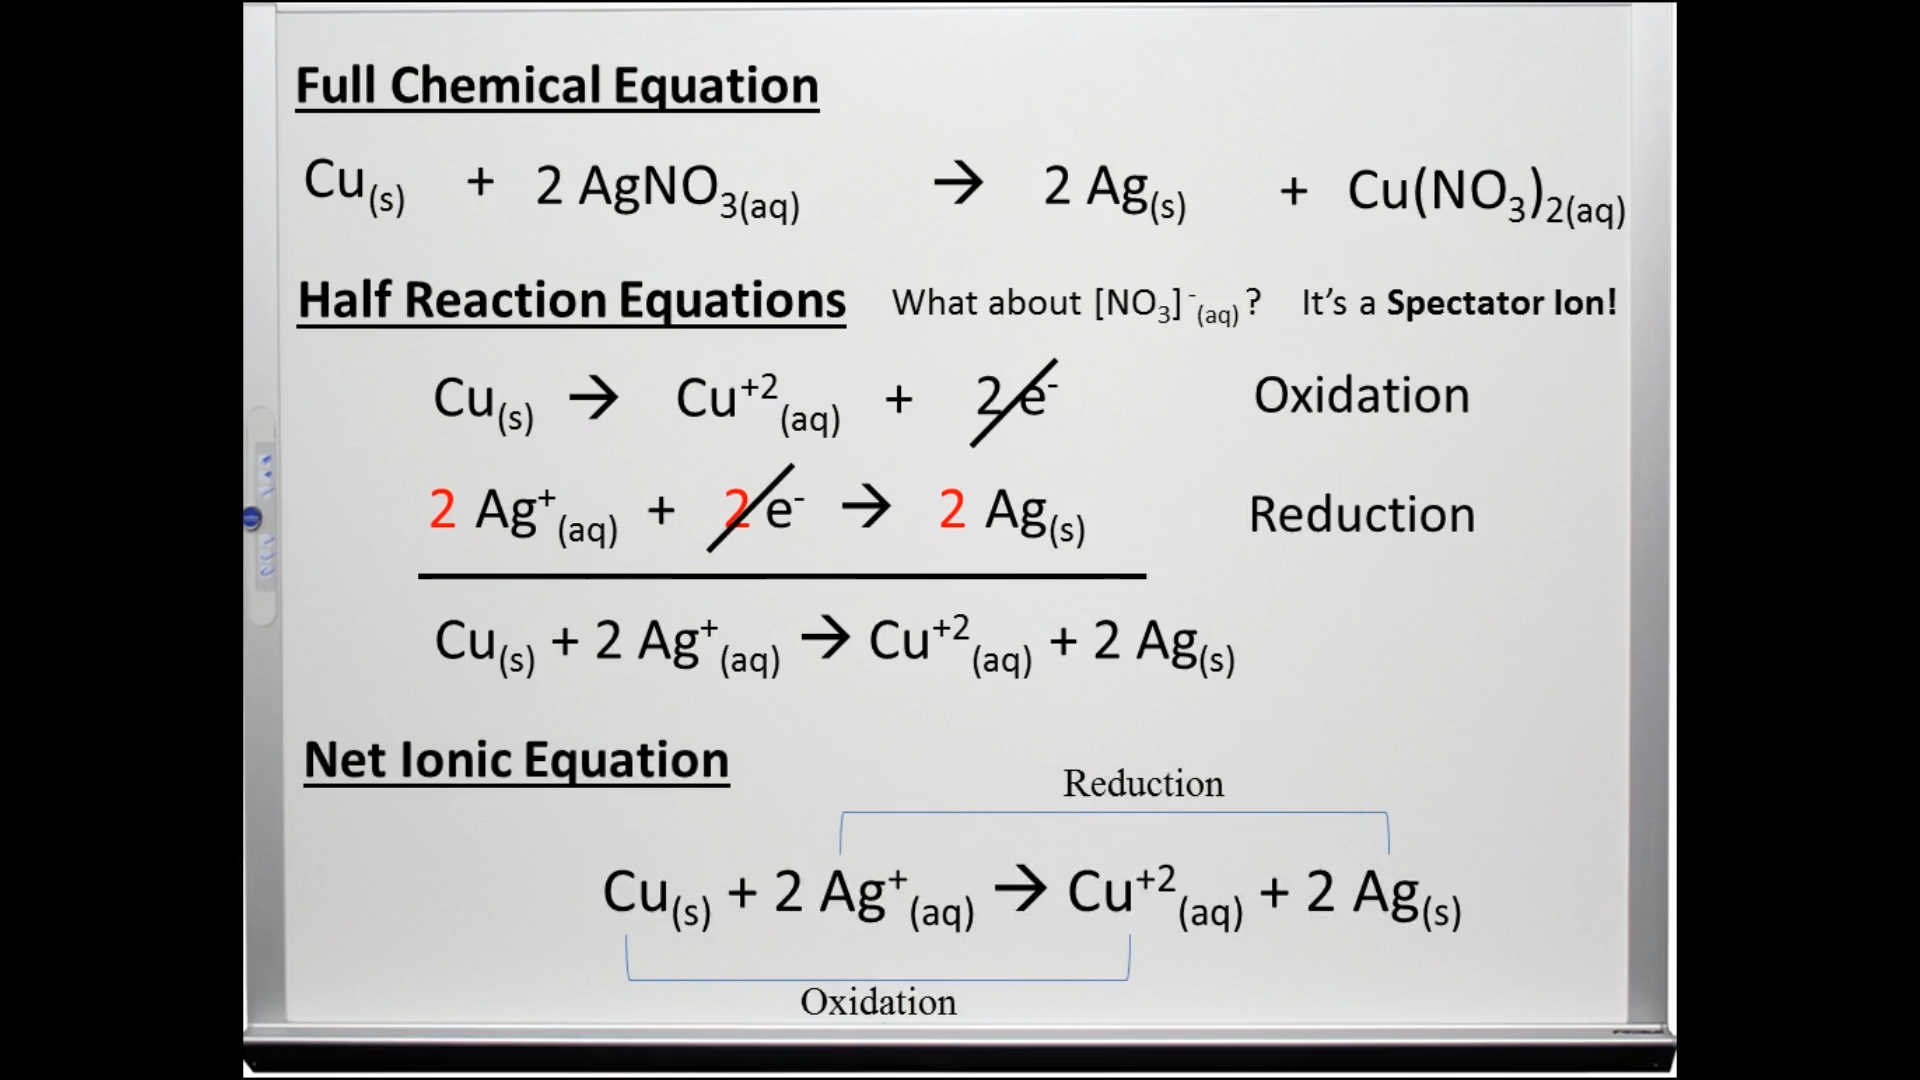 Full Chemical Equation
Cu(s) + 2 AgNO3(aq) → 2 Ag(s) + Cu(NO3)2(aq)
Half Reaction Equations What about [NO3]-(aq)? It's a Spectator Ion!
Cu(s) → Cu+2(aq) + 2 e- Oxidation
2 Ag+(aq) + 2 e- → 2 Ag(s) Reduction
Cu(s) + 2 Ag+(aq) → Cu+2(aq) + 2 Ag(s)
Net Ionic Equation
Reduction
Cu(s) + 2 Ag+(aq) → Cu+2(aq) + 2 Ag(s)
Oxidation